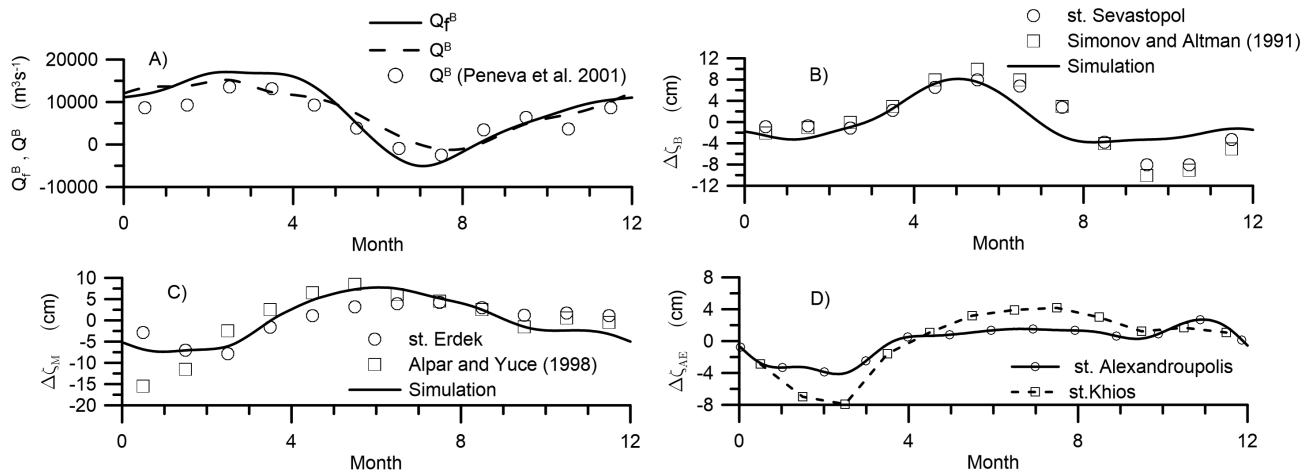 Q_f^B
Q^B
Q^B (Peneva et al. 2001)
A)
20000
10000
0
-10000
Q_f^B , Q^B (m³s⁻¹)
0 4 8 12
Month
st. Sevastopol
Simonov and Altman (1991)
Simulation
B)
12
8
4
0
-4
-8
-12
Δζ_B (cm)
0 4 8 12
Month
C)
10
5
0
-5
-10
-15
-20
Δζ_M (cm)
st. Erdek
Alpar and Yuce (1998)
Simulation
0 4 8 12
Month
D)
8
4
0
-4
-8
Δζ_AE (cm)
st. Alexandroupolis
st.Khios
0 4 8 12
Month